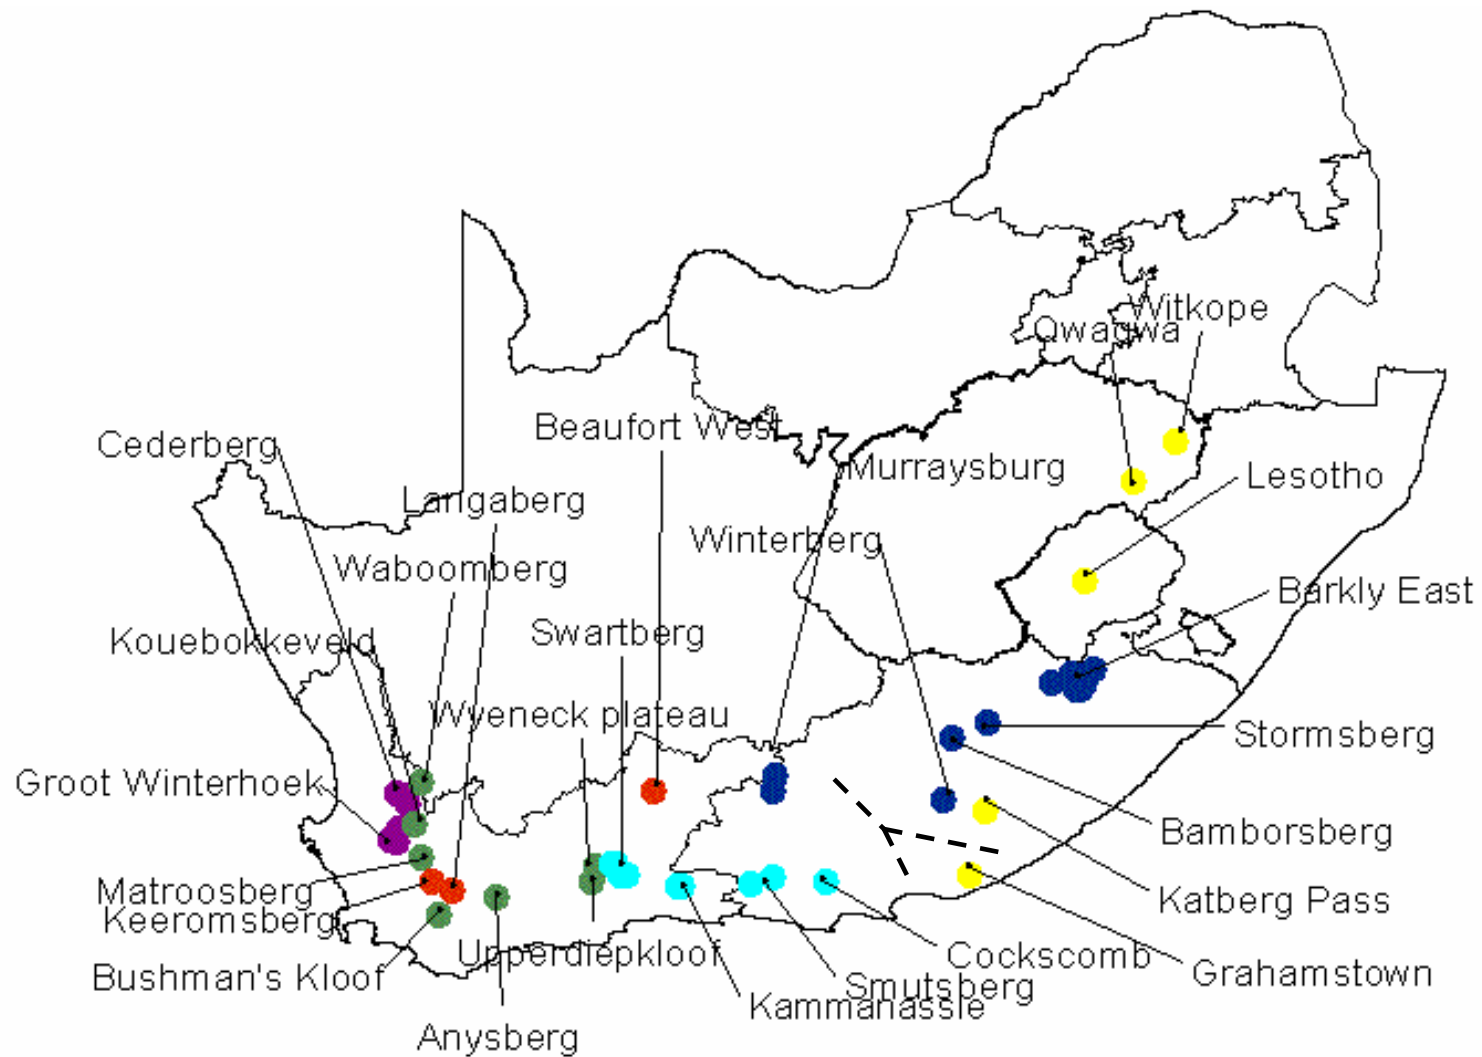 Witkope
Qwaqwa
Beaufort West
Cederberg
Murraysburg
Lesotho
Langaberg
Winterberg
Waboomberg
Barkly East
Swartberg
Kouebokkeveld
Wyeneck plateau
Stormsberg
Groot Winterhoek
Bamborsberg
Matroosberg
Katberg Pass
Keeromsberg
Upperdiepkloof
Cockscomb
Bushman's Kloof
Grahamstown
Smutsberg
Kammanassie
Anysberg